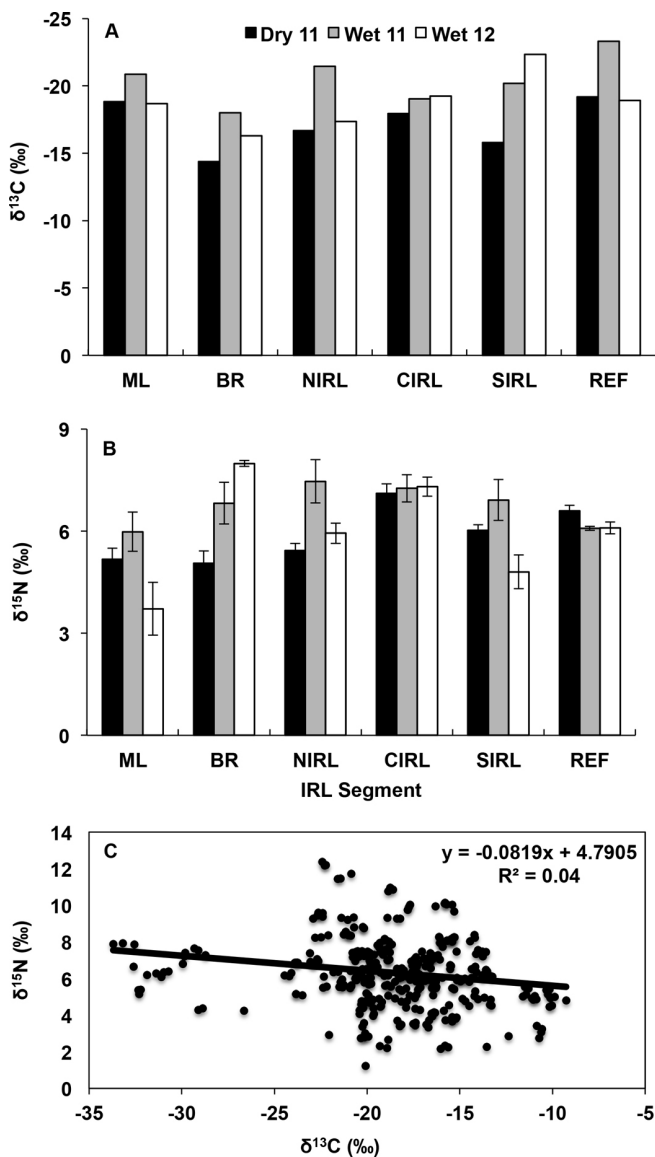 A
Dry 11 Wet 11 Wet 12
-25
-20
-15
-10
-5
0
δ¹³C (‰)
ML BR NIRL CIRL SIRL REF
B
9
6
3
0
δ¹⁵N (‰)
ML BR NIRL CIRL SIRL REF
IRL Segment
C
y = -0.0819x + 4.7905
R² = 0.04
14
12
10
8
6
4
2
0
δ¹⁵N (‰)
-35 -30 -25 -20 -15 -10 -5
δ¹³C (‰)